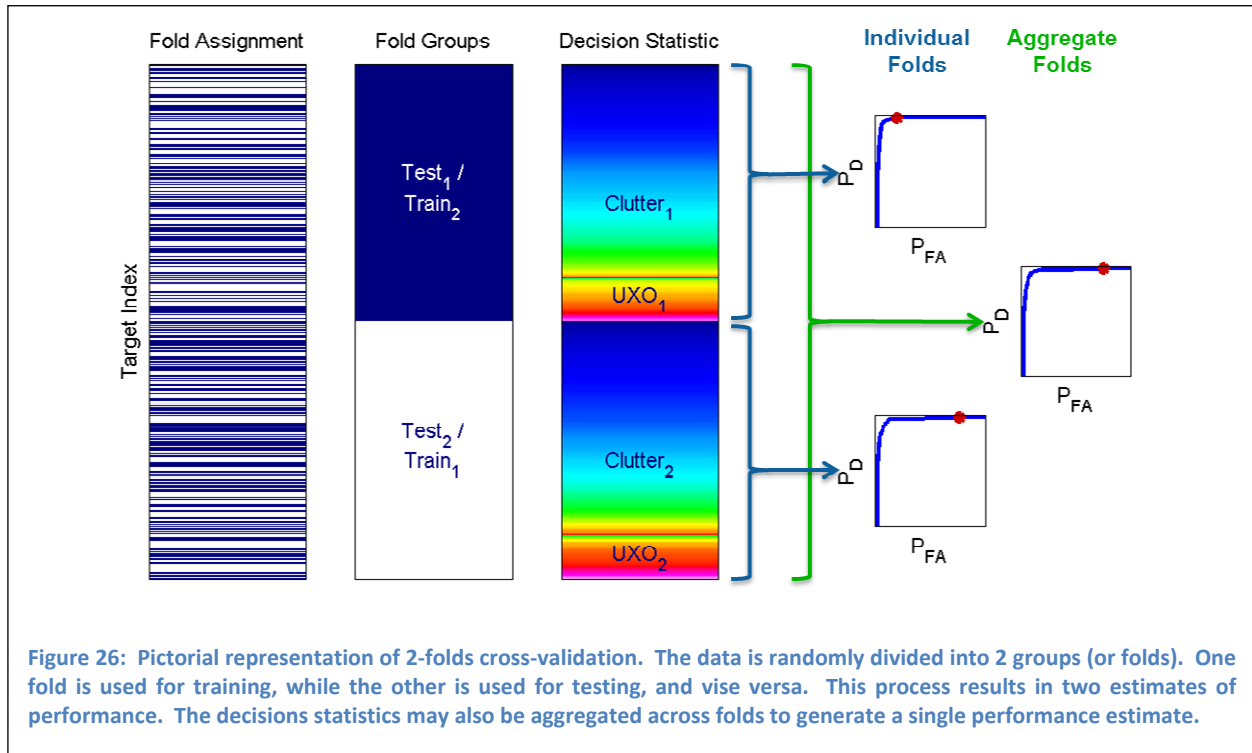 Fold Assignment
Fold Groups
Decision Statistic
Individual
Folds
Aggregate
Folds
Target Index
Test1 /
Train2
Test2 /
Train1
Clutter1
UXO1
Clutter2
UXO2
PD
PFA
PD
PFA
PD
PFA
Figure 26: Pictorial representation of 2-folds cross-validation. The data is randomly divided into 2 groups (or folds). One
fold is used for training, while the other is used for testing, and vise versa. This process results in two estimates of
performance. The decisions statistics may also be aggregated across folds to generate a single performance estimate.